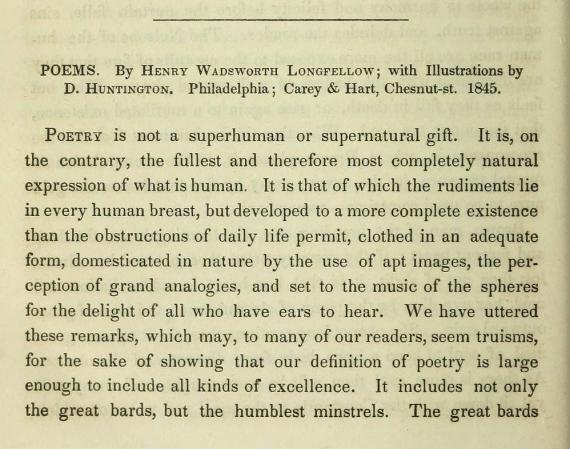 POEMS. By Henry Wadsworth Longfellow; with Illustrations by
D. Huntington. Philadelphia; Carey & Hart, Chesnut-st. 1845.
Poetry is not a superhuman or supernatural gift. It is, on
the contrary, the fullest and therefore most completely natural
expression of what is human. It is that of which the rudiments lie
in every human breast, but developed to a more complete existence
than the obstructions of daily life permit, clothed in an adequate
form, domesticated in nature by the use of apt images, the per-
ception of grand analogies, and set to the music of the spheres
for the delight of all who have ears to hear. We have uttered
these remarks, which may, to many of our readers, seem truisms,
for the sake of showing that our definition of poetry is large
enough to include all kinds of excellence. It includes not only
the great bards, but the humblest minstrels. The great bards